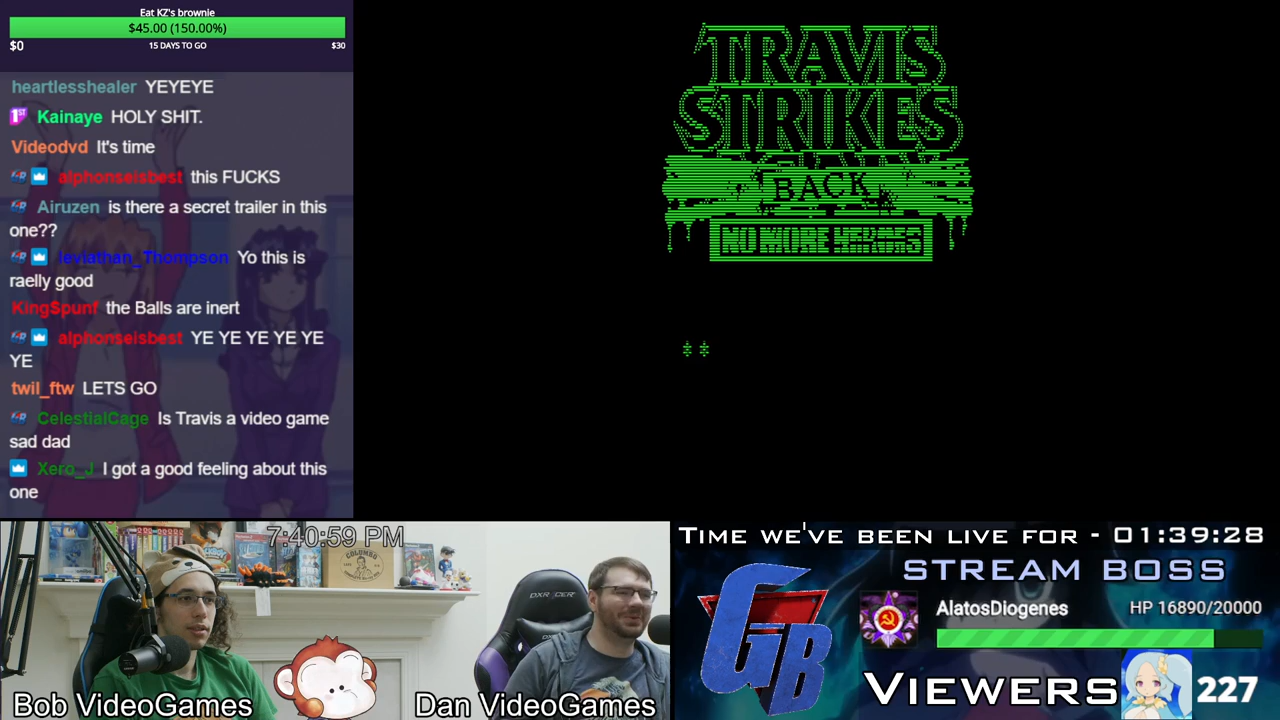 Eat KZ's brownie
$45.00 (150.00%)
$0 15 DAYS TO GO $30
heartlesshealer YEYEYE
Kainaye HOLY SHIT.
Videodvd It's time
alphonseisbest this FUCKS
is there a secret trailer in this
one??
leviathan_Thompson Yo this is
raelly good
KingSpunf the Balls are inert
alphonseisbest YE YE YE YE YE
YE
twil_ftw LETS GO
CelestialCage Is Travis a video game
sad dad
Xero_J I got a good feeling about this
one
TRAVIS
STRIKES
BACK
NO MORE
7:40:59 PM
COLUMBO
DXRACER
Bob VideoGames
Dan VideoGames
TIME WE'VE BEEN LIVE FOR - 01:39:28
STREAM BOSS
AlatosDiogenes HP 16890/20000
GGB
VIEWERS 227